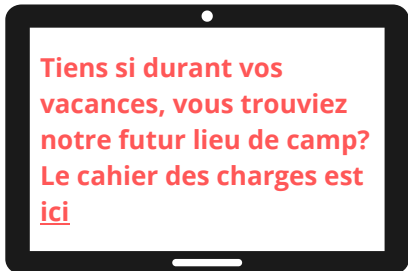 Tiens si durant vos
vacances, vous trouviez
notre futur lieu de camp?
Le cahier des charges est
ici